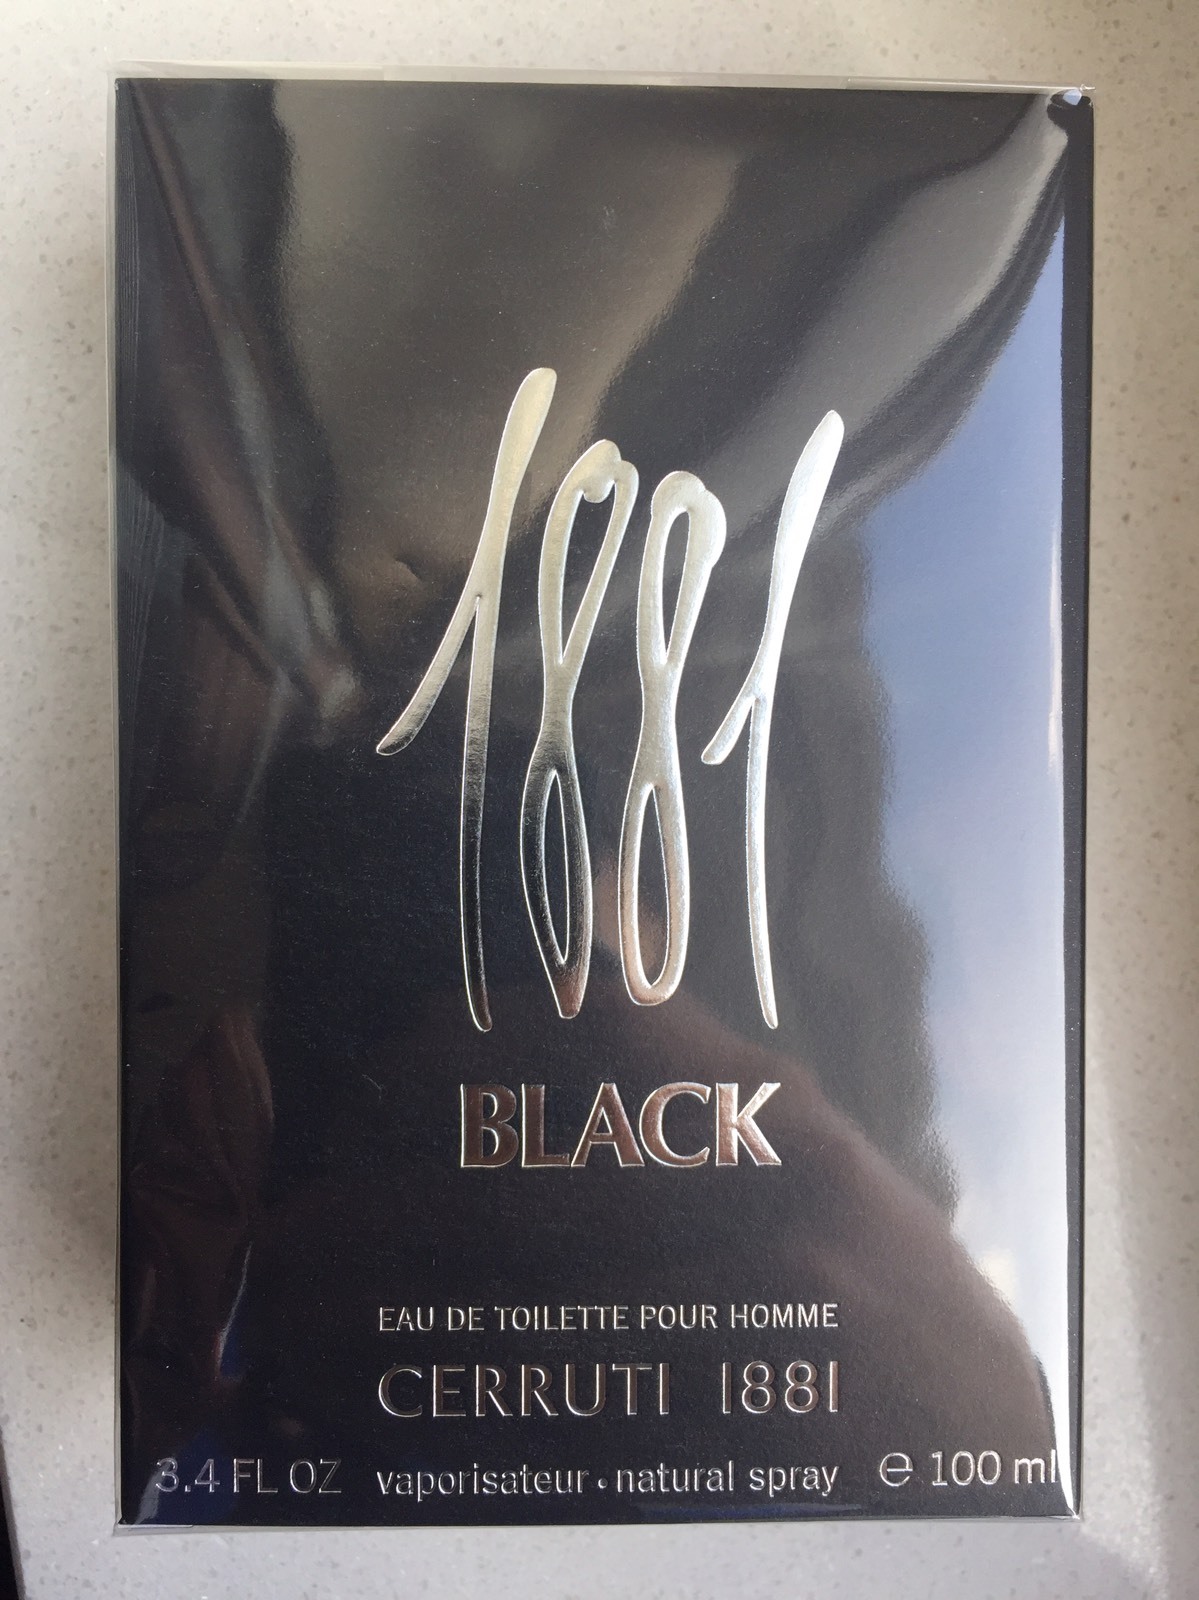 1881
BLACK
EAU DE TOILETTE POUR HOMME
CERRUTI 1881
3.4 FL OZ vaporisateur • natural spray ℮ 100 ml